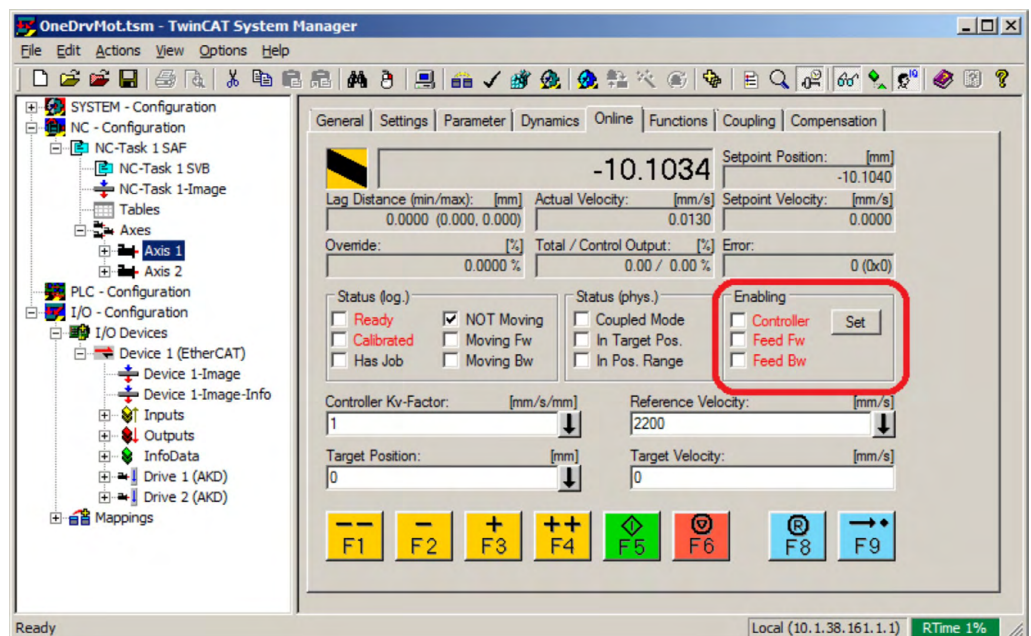 OneDrvMot.tsm - TwinCAT System Manager
File Edit Actions View Options Help
SYSTEM - Configuration
NC - Configuration
NC-Task 1 SAF
NC-Task 1 SVB
NC-Task 1-Image
Tables
Axes
Axis 1
Axis 2
PLC - Configuration
I/O - Configuration
I/O Devices
Device 1 (EtherCAT)
Device 1-Image
Device 1-Image-Info
Inputs
Outputs
InfoData
Drive 1 (AKD)
Drive 2 (AKD)
Mappings
General Settings Parameter Dynamics Online Functions Coupling Compensation
-10.1034
Setpoint Position: [mm]
-10.1040
Lag Distance (min/max): [mm] Actual Velocity: [mm/s] Setpoint Velocity: [mm/s]
0.0000 (0.000, 0.000) 0.0130 0.0000
Override: [%] Total / Control Output: [%] Error:
0.0000 % 0.00 / 0.00 % 0 (0x0)
Status (log.) Status (phys.) Enabling
Ready NOT Moving Coupled Mode Controller Set
Calibrated Moving Fw In Target Pos. Feed Fw
Has Job Moving Bw In Pos. Range Feed Bw
Controller Kv-Factor: [mm/s/mm] Reference Velocity: [mm/s]
1 2200
Target Position: [mm] Target Velocity: [mm/s]
0 0
-- - + ++ R
F1 F2 F3 F4 F5 F6 F8 F9
Ready Local (10.1.38.161.1.1) RTime 1%